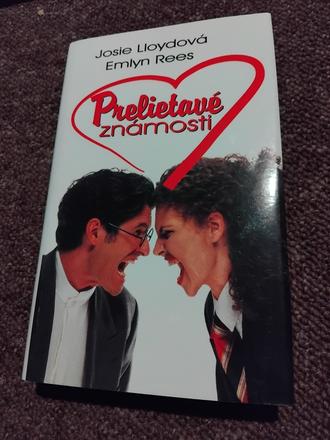 Josie Lloydová
Emlyn Rees
Prelietavé
známosti